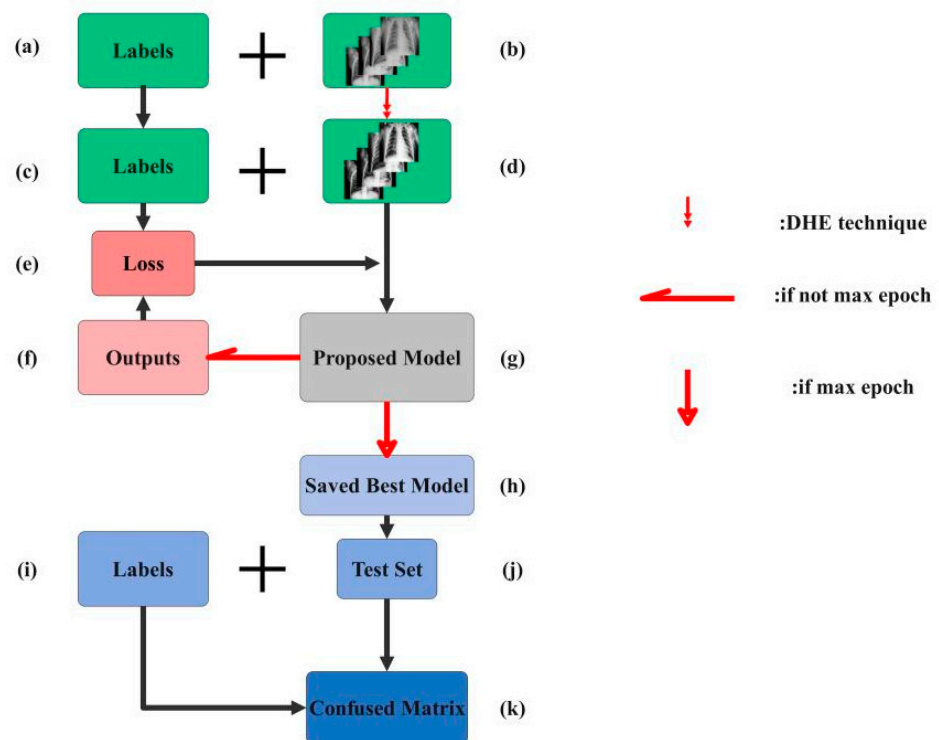 (a) Labels + (b)
(c) Labels + (d)
:DHE technique
(e) Loss
:if not max epoch
(f) Outputs Proposed Model (g)
:if max epoch
Saved Best Model (h)
(i) Labels + Test Set (j)
Confused Matrix (k)